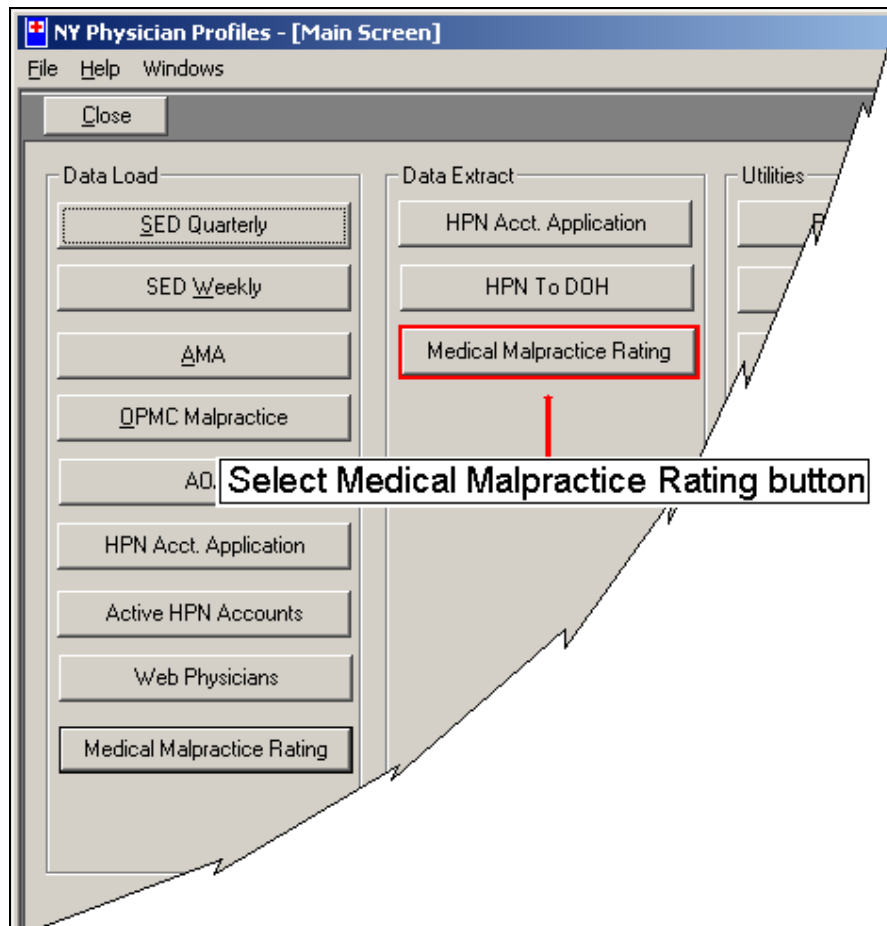 NY Physician Profiles - [Main Screen]
File Help Windows
Close
Data Load
SED Quarterly
SED Weekly
AMA
OPMC Malpractice
HPN Acct. Application
Active HPN Accounts
Web Physicians
Medical Malpractice Rating
Data Extract
HPN Acct. Application
HPN To DOH
Medical Malpractice Rating
Select Medical Malpractice Rating button
Utilities